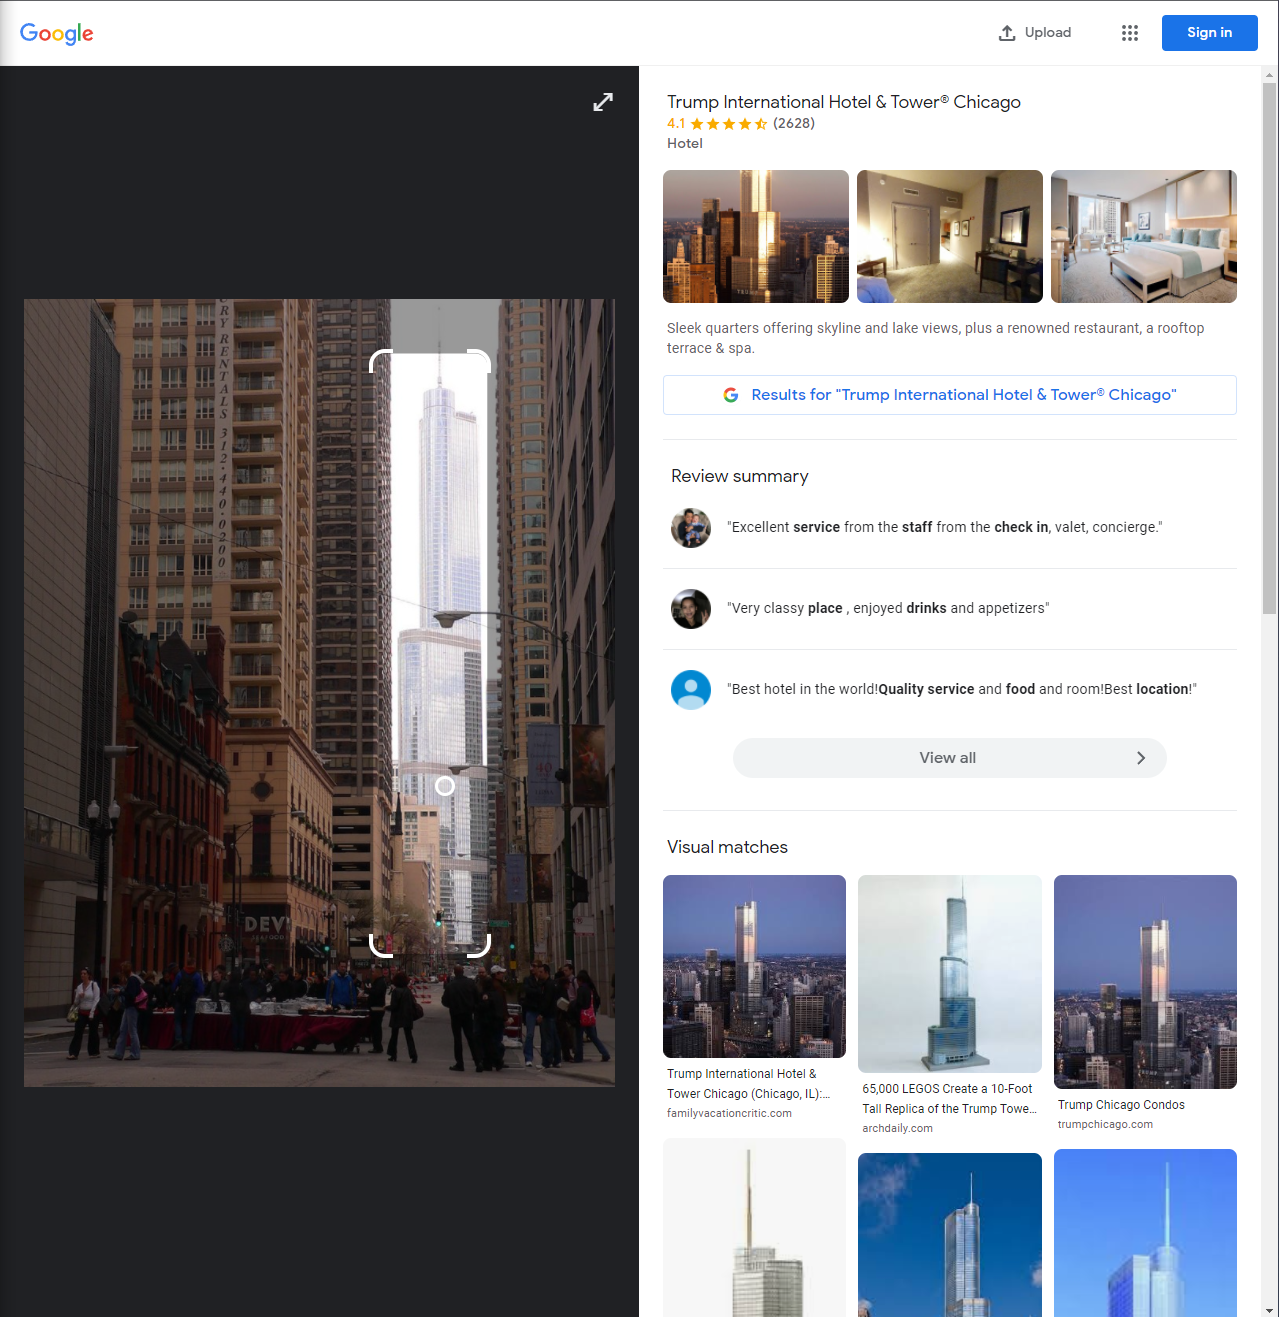 Google
Upload
Sign in
Trump International Hotel & Tower® Chicago
4.1 (2628)
Hotel
Sleek quarters offering skyline and lake views, plus a renowned restaurant, a rooftop
terrace & spa.
Results for "Trump International Hotel & Tower® Chicago"
Review summary
"Excellent service from the staff from the check in, valet, concierge."
"Very classy place , enjoyed drinks and appetizers"
"Best hotel in the world!Quality service and food and room!Best location!"
View all
Visual matches
Trump International Hotel &
Tower Chicago (Chicago, IL):...
familyvacationcritic.com
65,000 LEGOS Create a 10-Foot
Tall Replica of the Trump Towe...
archdaily.com
Trump Chicago Condos
trumpchicago.com
RY RENTALS 312·440·0200
DEV